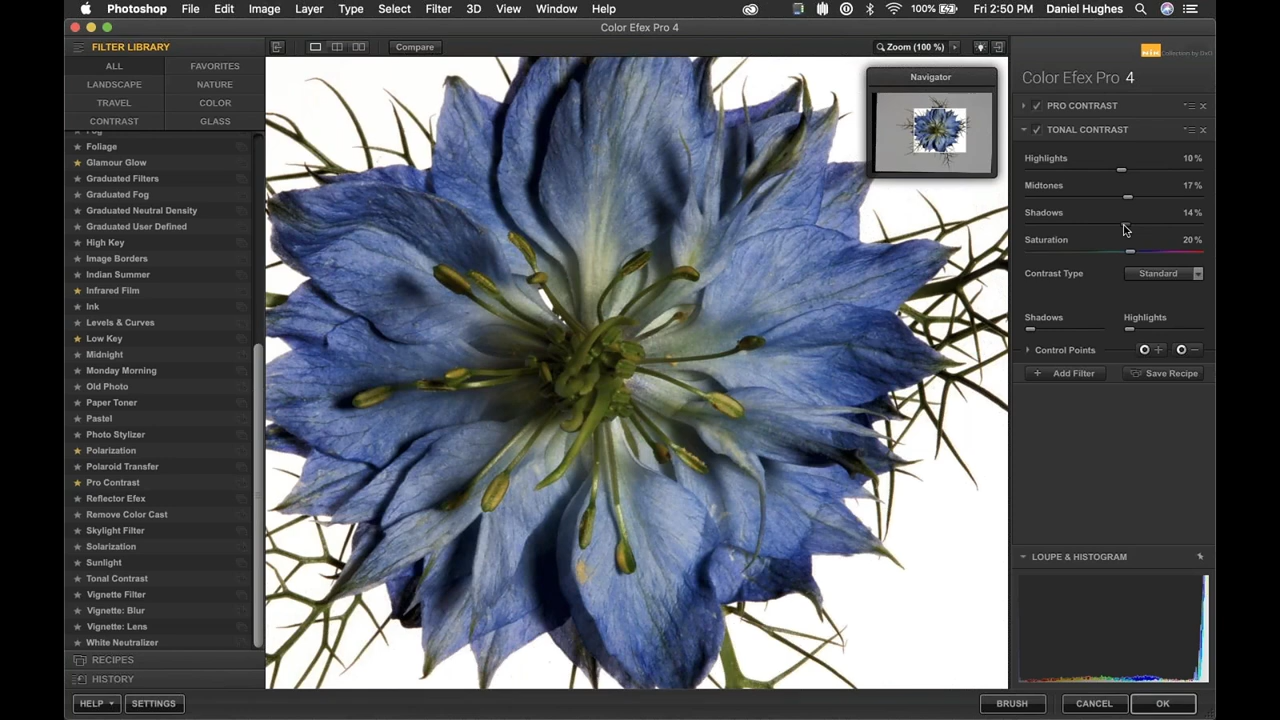 Photoshop File Edit Image Layer Type Select Filter 3D View Window Help 100% Fri 2:50 PM Daniel Hughes
Color Efex Pro 4
FILTER LIBRARY
Compare
Zoom (100 %)
ALL FAVORITES
LANDSCAPE NATURE
TRAVEL COLOR
CONTRAST GLASS
Fog
Foliage
Glamour Glow
Graduated Filters
Graduated Fog
Graduated Neutral Density
Graduated User Defined
High Key
Image Borders
Indian Summer
Infrared Film
Ink
Levels & Curves
Low Key
Midnight
Monday Morning
Old Photo
Paper Toner
Pastel
Photo Stylizer
Polarization
Polaroid Transfer
Pro Contrast
Reflector Efex
Remove Color Cast
Skylight Filter
Solarization
Sunlight
Tonal Contrast
Vignette Filter
Vignette: Blur
Vignette: Lens
White Neutralizer
RECIPES
HISTORY
HELP SETTINGS
Navigator
Nik Collection by DxO
Color Efex Pro 4
PRO CONTRAST
TONAL CONTRAST
Highlights 10 %
Midtones 17 %
Shadows 14 %
Saturation 20 %
Contrast Type Standard
Shadows Highlights
Control Points
Add Filter Save Recipe
LOUPE & HISTOGRAM
BRUSH CANCEL OK